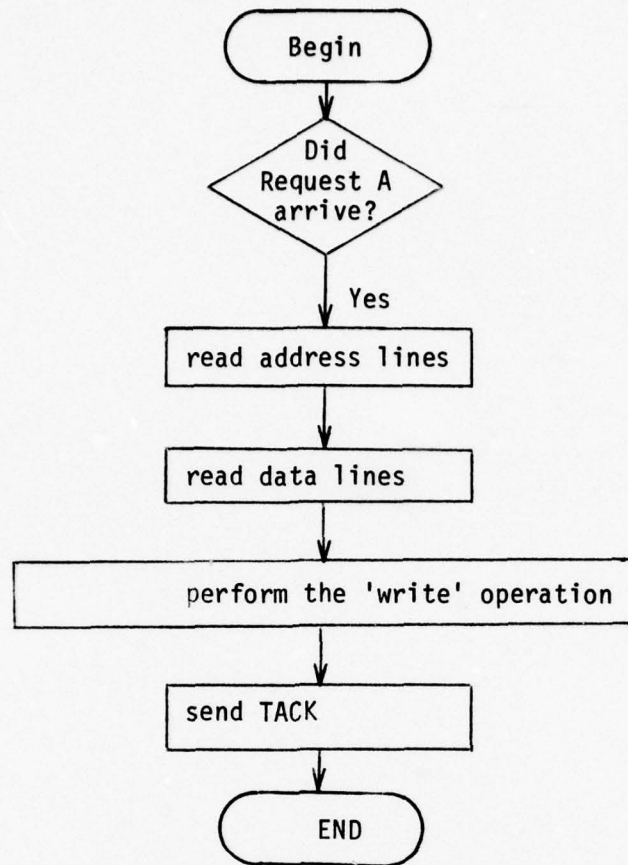 Begin
Did
Request A
arrive?
Yes
read address lines
read data lines
perform the 'write' operation
send TACK
END